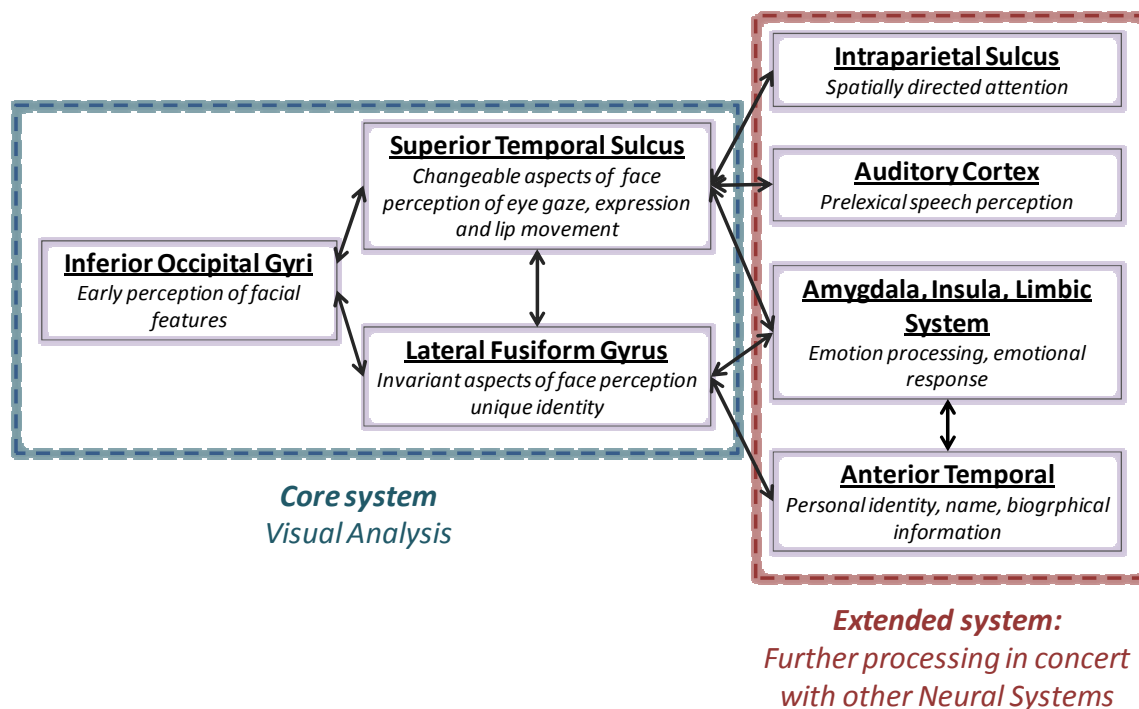 Intraparietal Sulcus
Spatially directed attention
Superior Temporal Sulcus
Changeable aspects of face
perception of eye gaze, expression
and lip movement
Auditory Cortex
Prelexical speech perception
Inferior Occipital Gyri
Early perception of facial
features
Amygdala, Insula, Limbic
System
Emotion processing, emotional
response
Lateral Fusiform Gyrus
Invariant aspects of face perception
unique identity
Anterior Temporal
Personal identity, name, biogrphical
information
Core system
Visual Analysis
Extended system:
Further processing in concert
with other Neural Systems